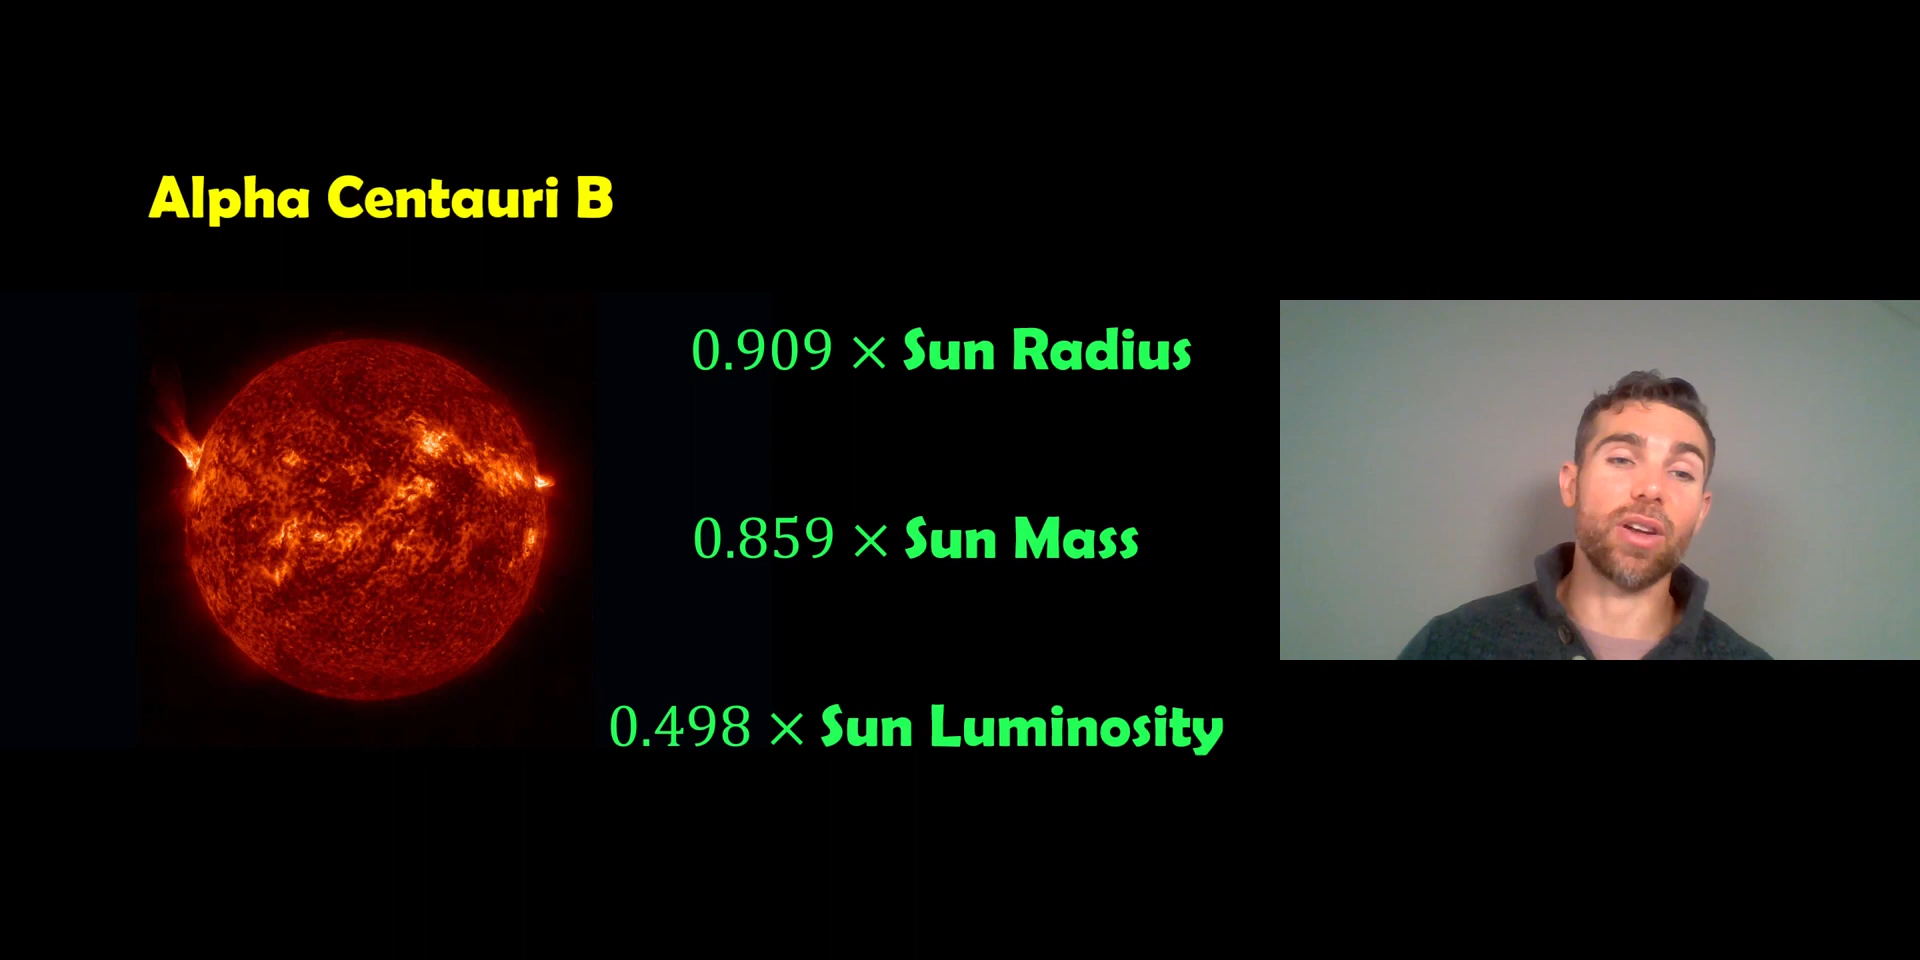 Alpha Centauri B
0.909 × Sun Radius
0.859 × Sun Mass
0.498 × Sun Luminosity